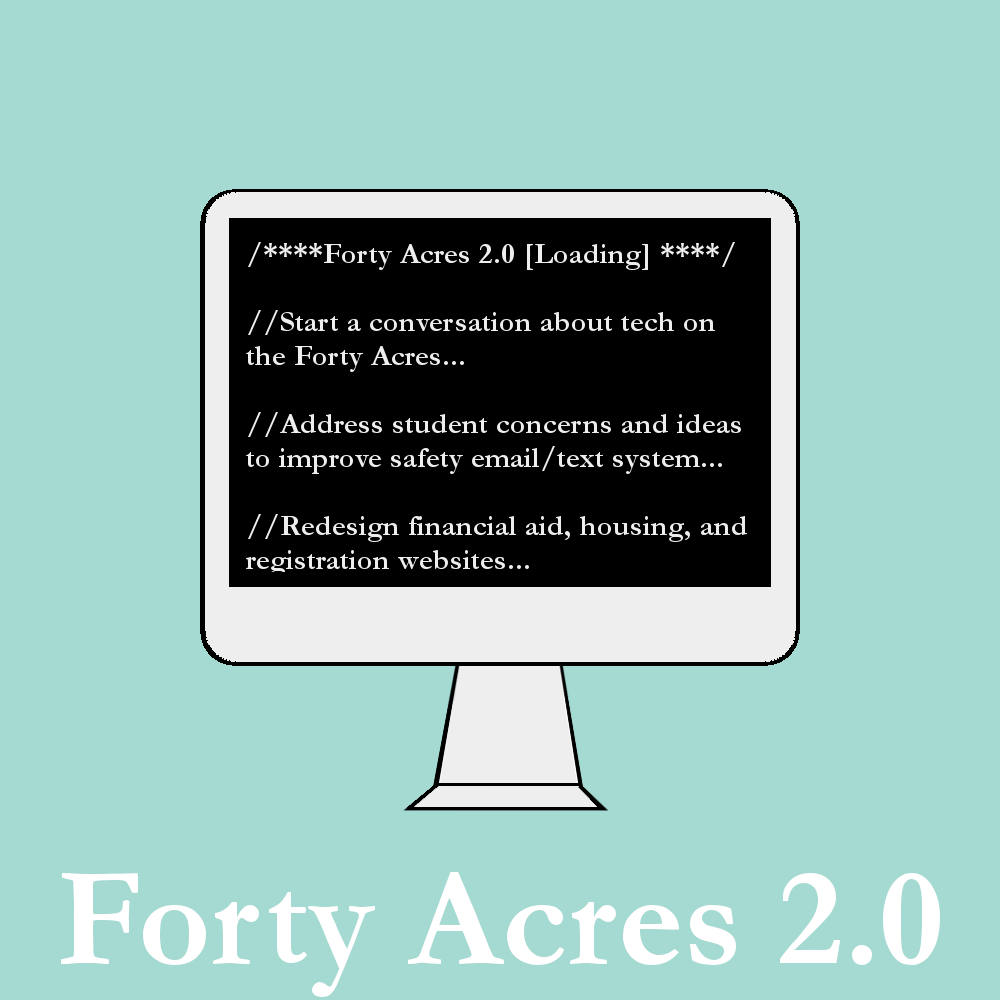 /****Forty Acres 2.0 [Loading] ****/
//Start a conversation about tech on
the Forty Acres...
//Address student concerns and ideas
to improve safety email/text system...
//Redesign financial aid, housing, and
registration websites...
Forty Acres 2.0